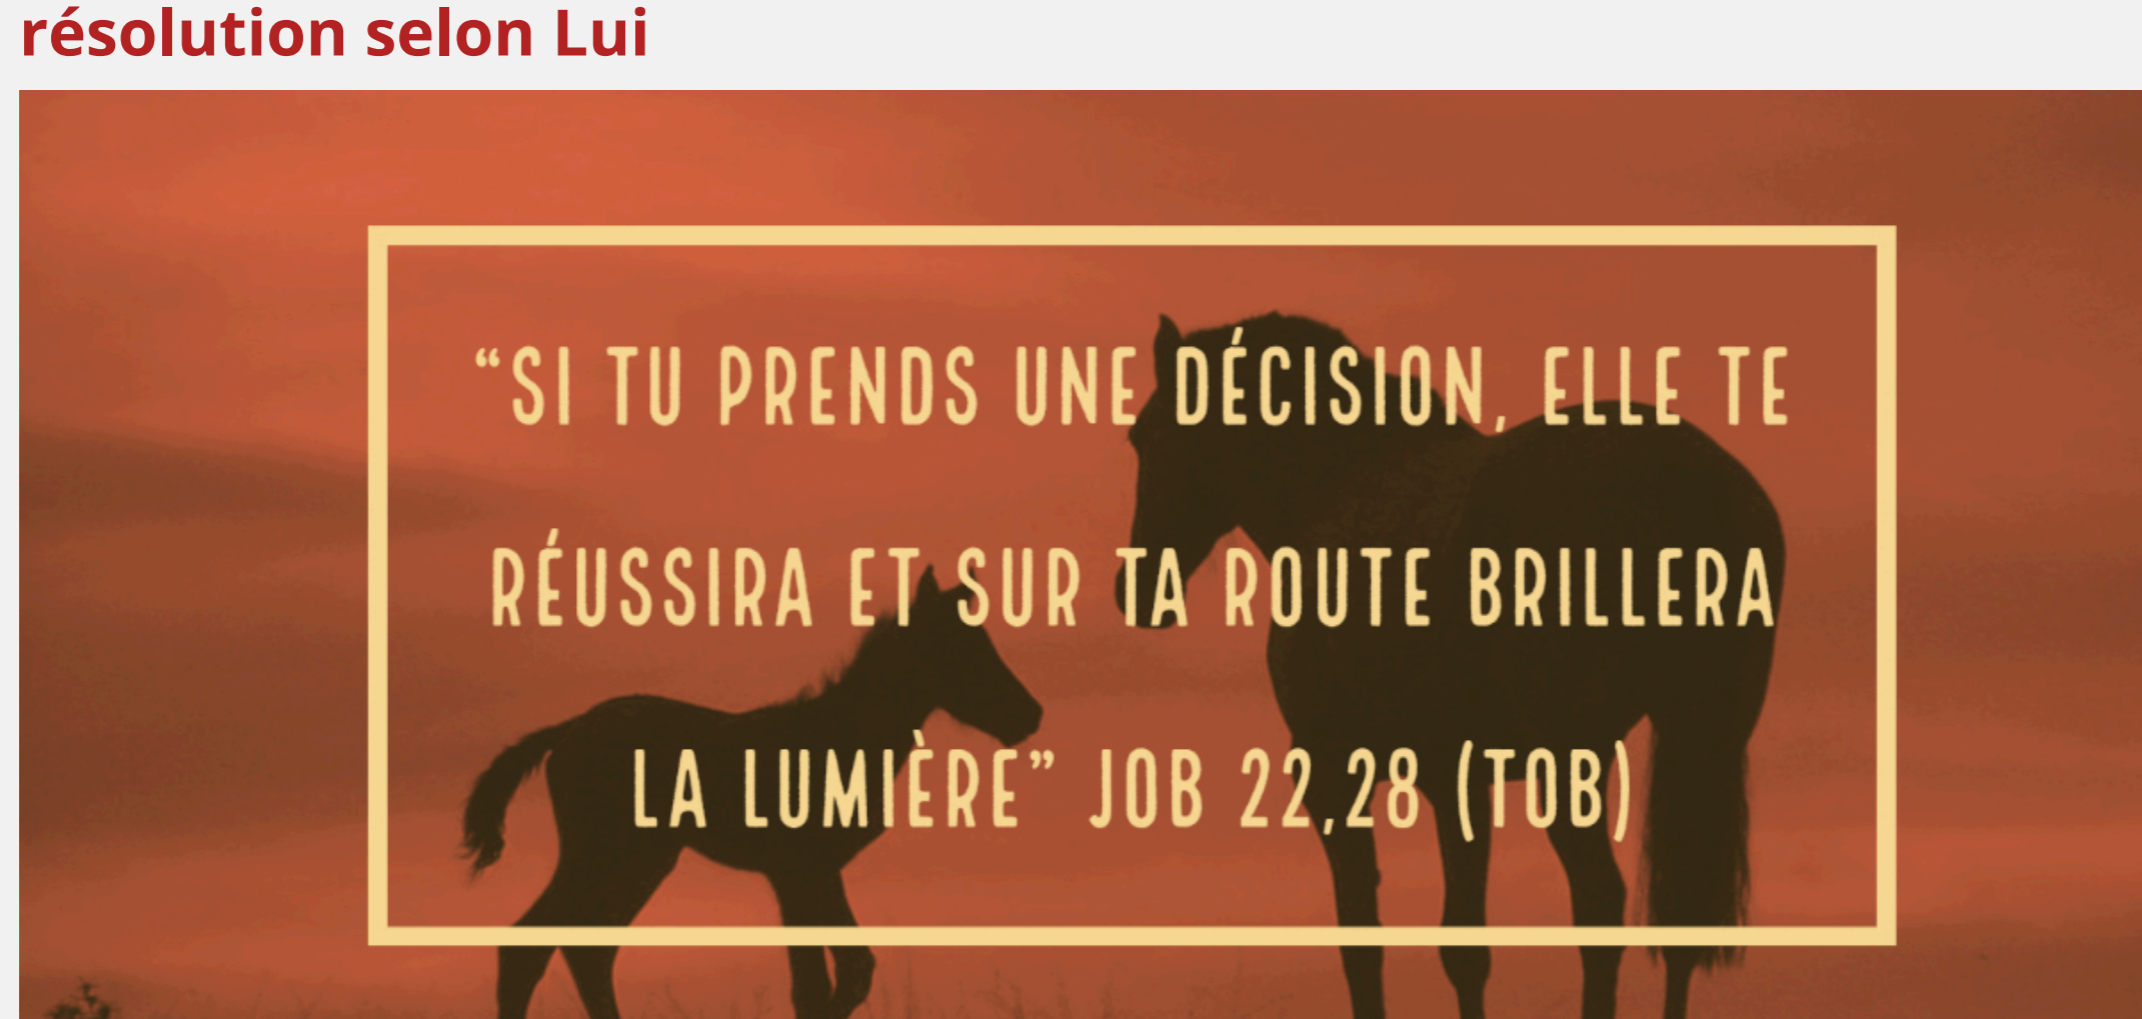 résolution selon Lui
“SI TU PRENDS UNE DÉCISION, ELLE TE
RÉUSSIRA ET SUR TA ROUTE BRILLERA
LA LUMIÈRE” JOB 22,28 (TOB)